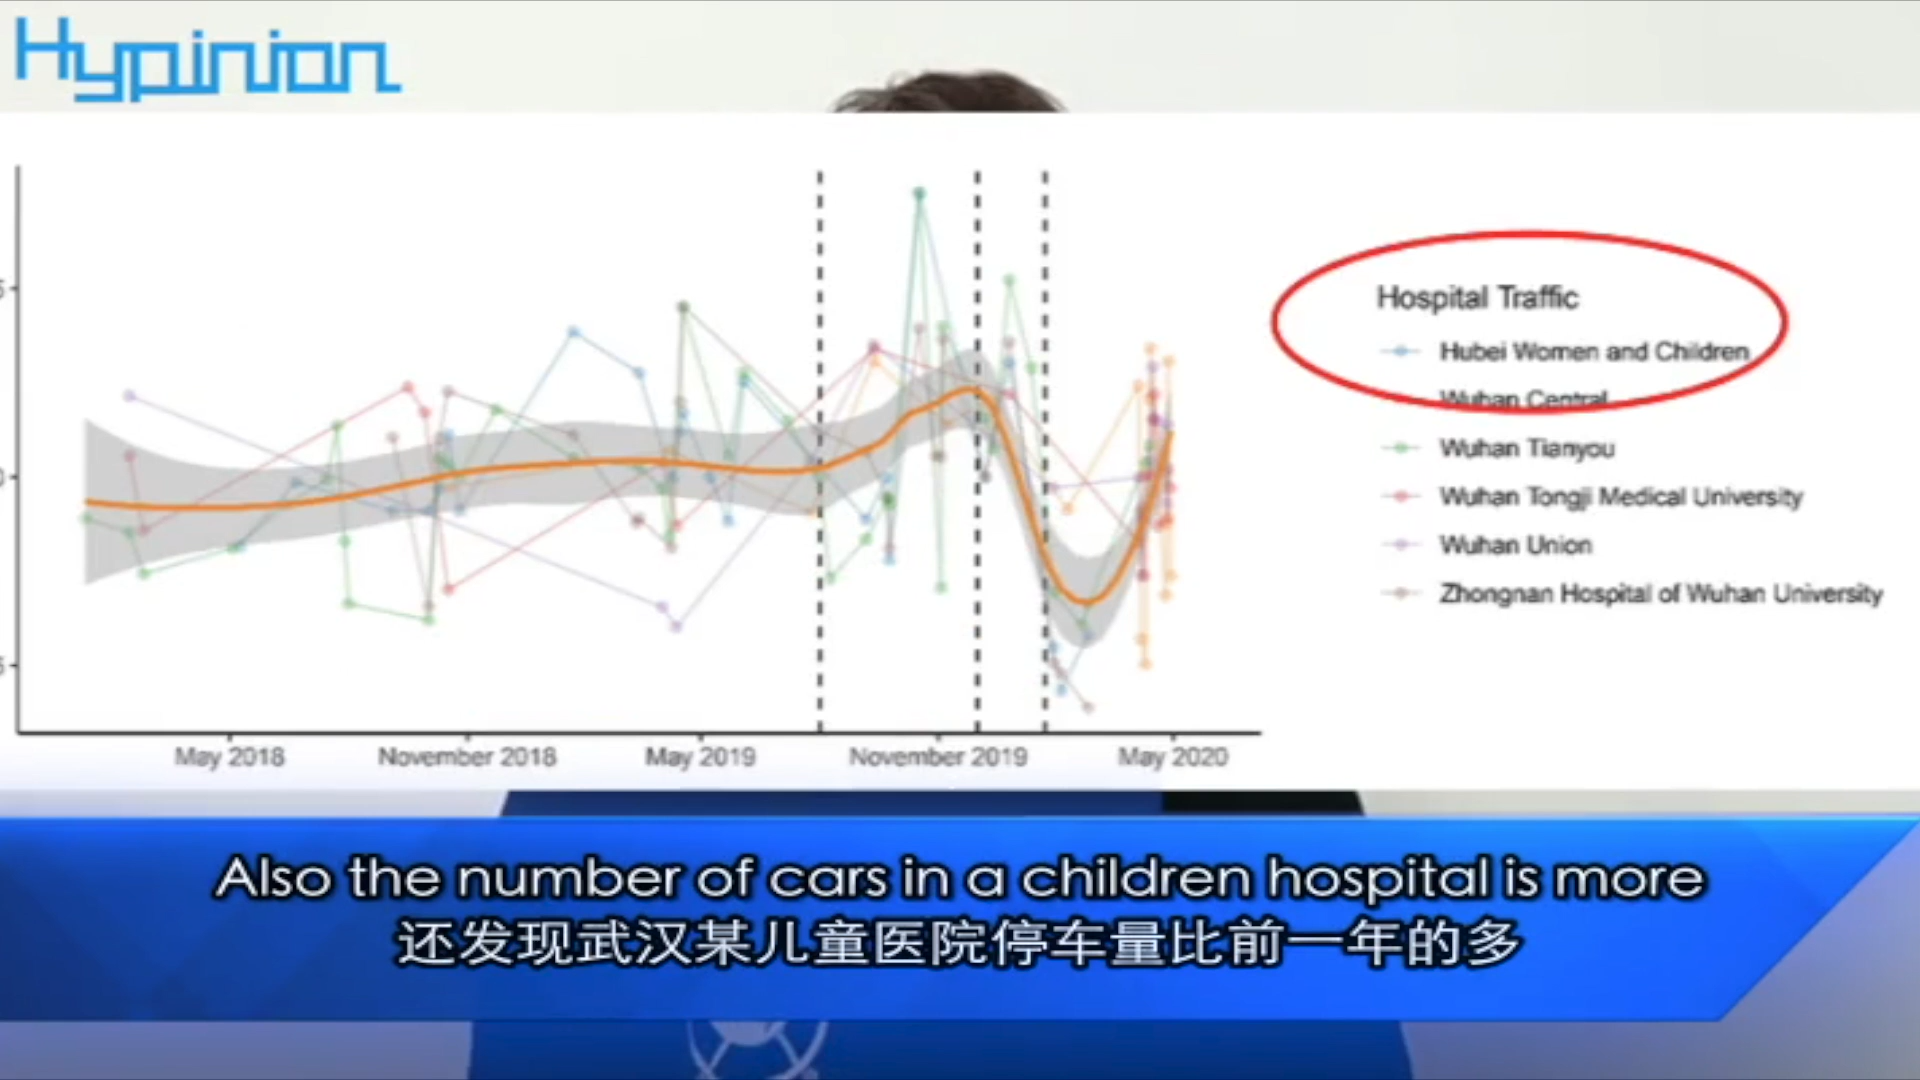 Hypinion
Hospital Traffic
Hubei Women and Children
Wuhan Central
Wuhan Tianyou
Wuhan Tongji Medical University
Wuhan Union
Zhongnan Hospital of Wuhan University
5
0
5
May 2018 November 2018 May 2019 November 2019 May 2020
Also the number of cars in a children hospital is more
还发现武汉某儿童医院停车量比前一年的多